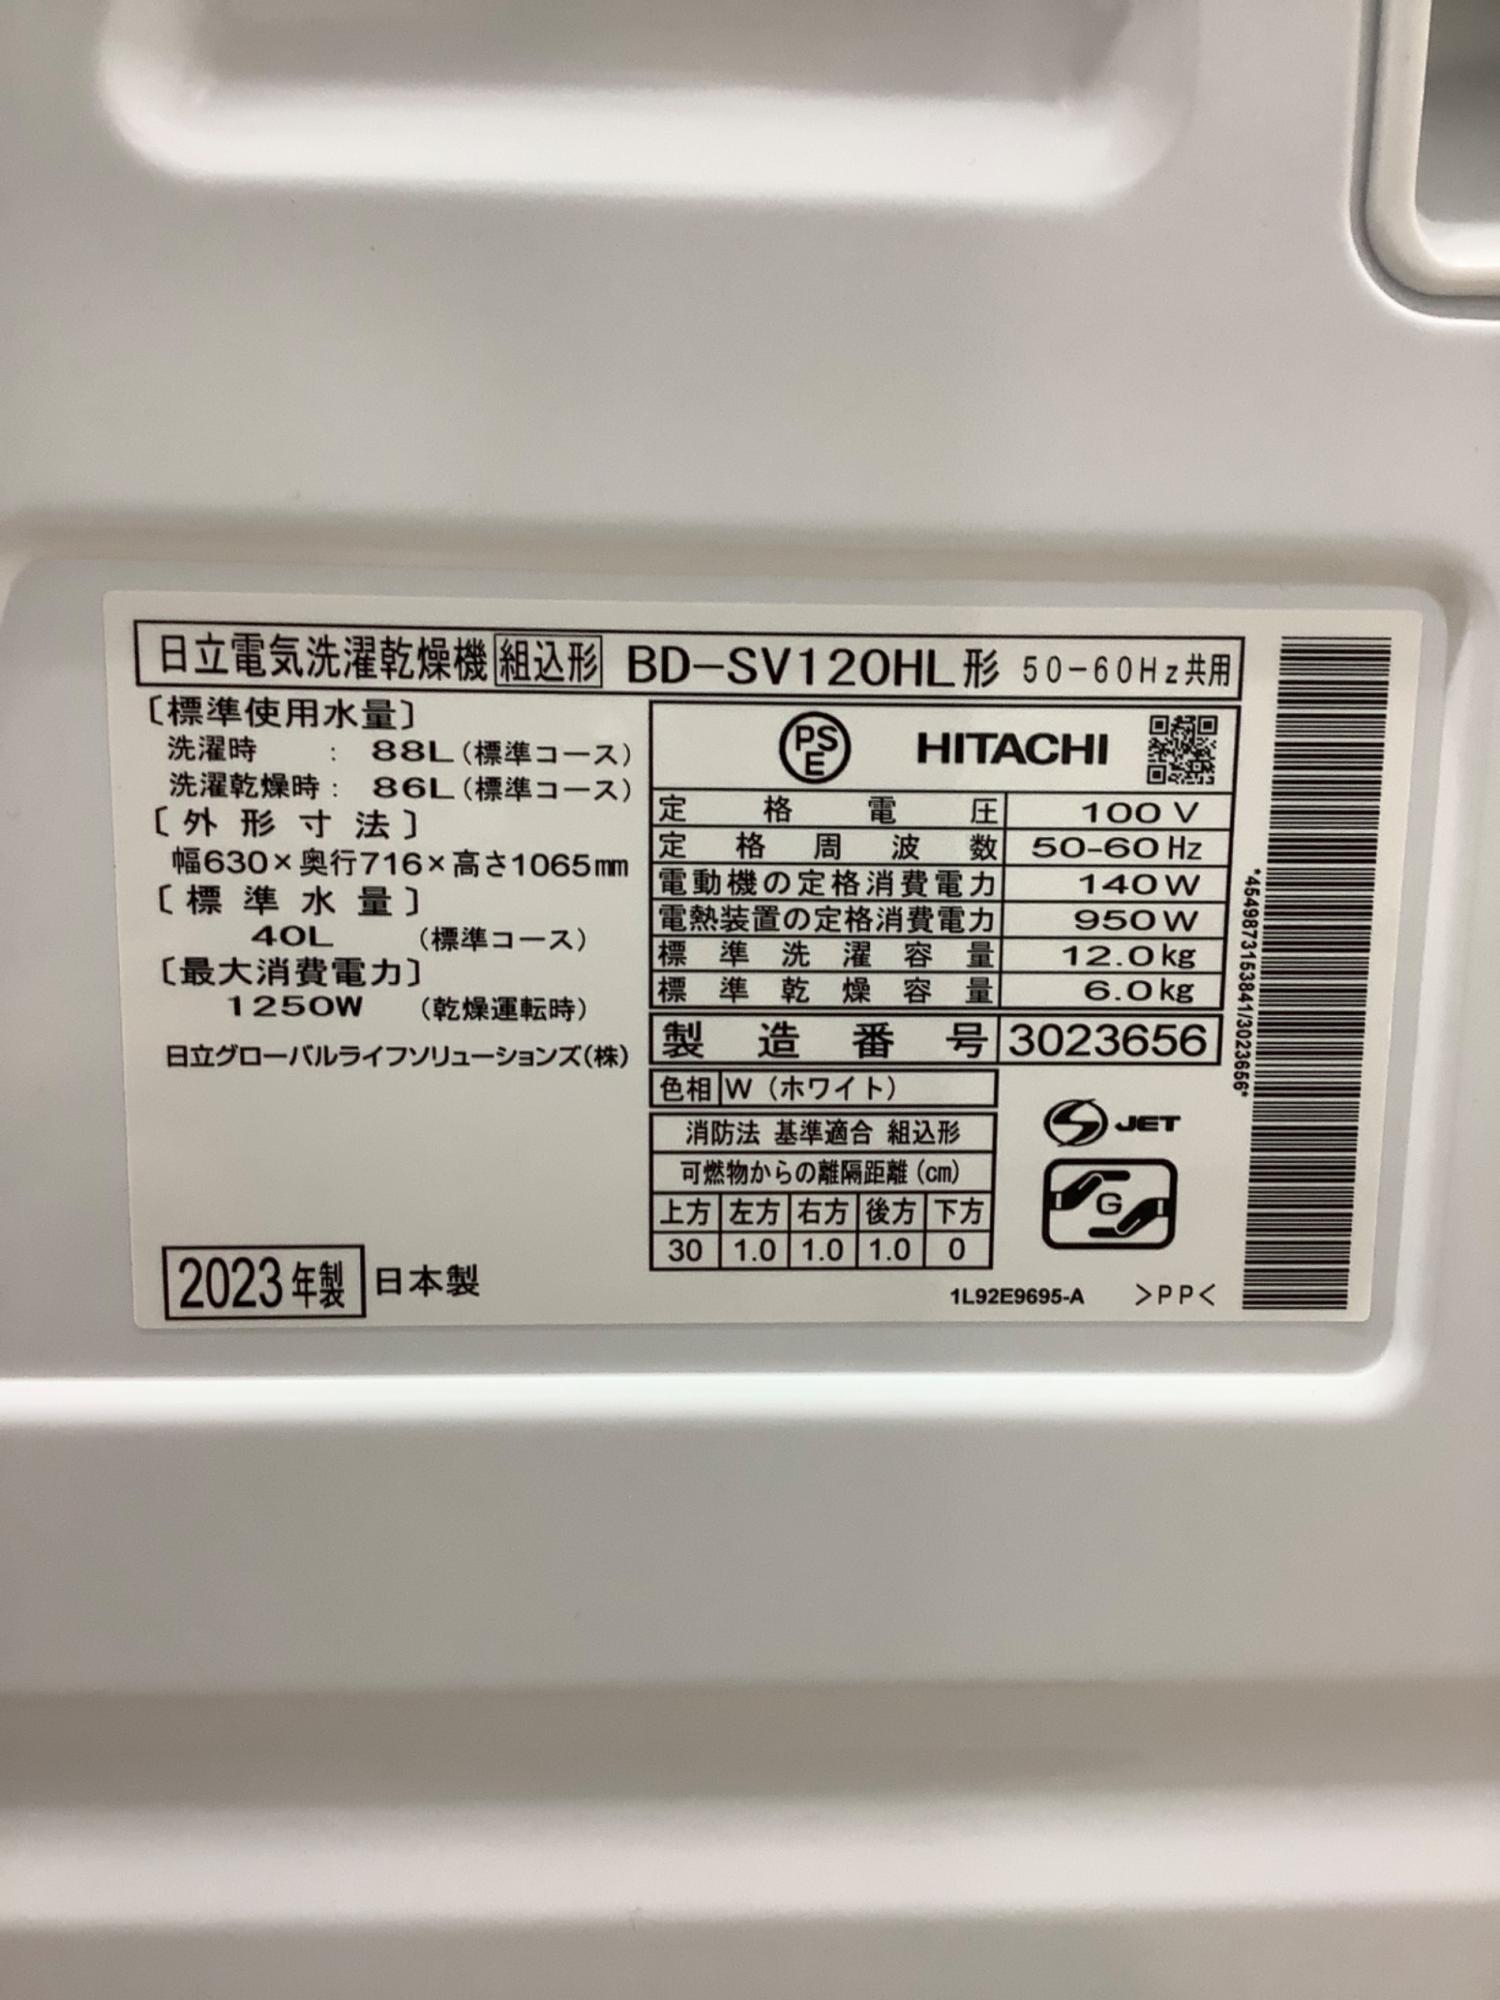 日立電気洗濯乾燥機 組込形 BD-SV120HL形 50-60Hz共用
〔標準使用水量〕
洗濯時 : 88L(標準コース)
洗濯乾燥時: 86L(標準コース)
〔外形寸法〕
幅630×奥行716×高さ1065mm
〔標準水量〕
40L (標準コース)
〔最大消費電力〕
1250W (乾燥運転時)
日立グローバルライフソリューションズ(株)
2023年製 日本製
PSE HITACHI
定格電圧 100V
定格周波数 50-60Hz
電動機の定格消費電力 140W
電熱装置の定格消費電力 950W
標準洗濯容量 12.0kg
標準乾燥容量 6.0kg
製造番号 3023656
色相 W(ホワイト)
消防法 基準適合 組込形
可燃物からの離隔距離(cm)
上方 左方 右方 後方 下方
30 1.0 1.0 1.0 0
S JET
G
1L92E9695-A >PP<
*4549873153841/3023656*